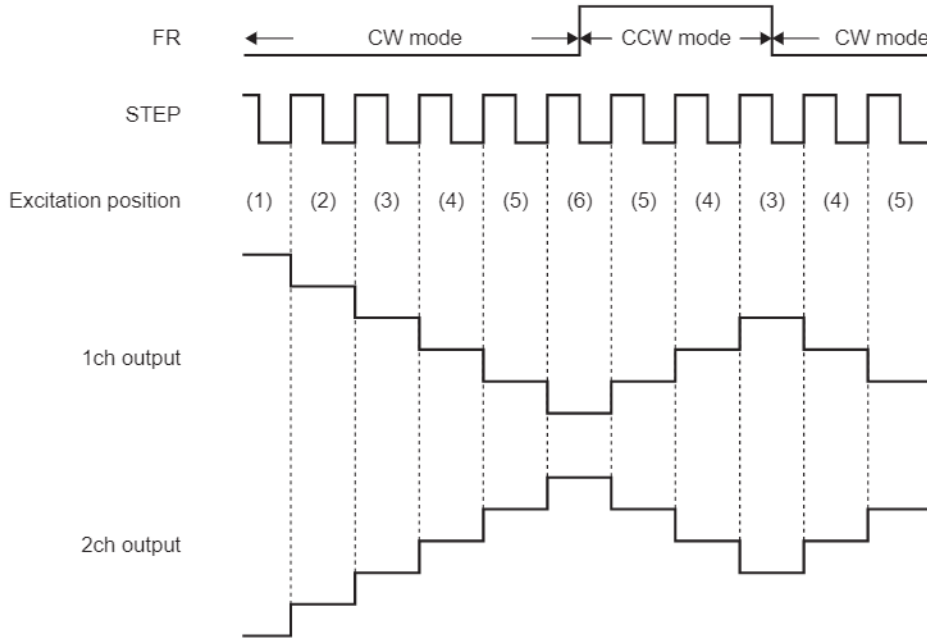 FR CW mode CCW mode CW mode
STEP
Excitation position (1) (2) (3) (4) (5) (6) (5) (4) (3) (4) (5)
1ch output
2ch output